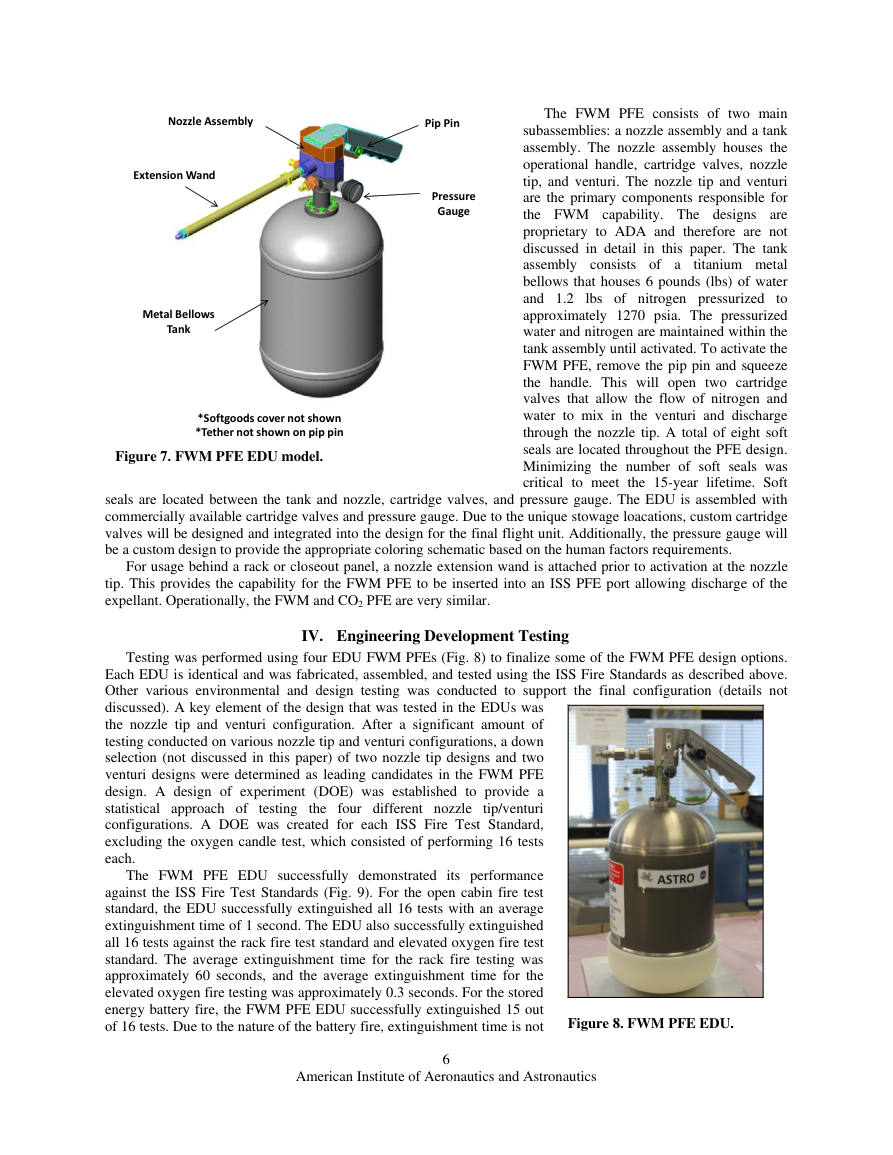 Nozzle Assembly
Pip Pin
Extension Wand
Pressure
Gauge
Metal Bellows
Tank
*Softgoods cover not shown
*Tether not shown on pip pin
Figure 7. FWM PFE EDU model.
The FWM PFE consists of two main
subassemblies: a nozzle assembly and a tank
assembly. The nozzle assembly houses the
operational handle, cartridge valves, nozzle
tip, and venturi. The nozzle tip and venturi
are the primary components responsible for
the FWM capability. The designs are
proprietary to ADA and therefore are not
discussed in detail in this paper. The tank
assembly consists of a titanium metal
bellows that houses 6 pounds (lbs) of water
and 1.2 lbs of nitrogen pressurized to
approximately 1270 psia. The pressurized
water and nitrogen are maintained within the
tank assembly until activated. To activate the
FWM PFE, remove the pip pin and squeeze
the handle. This will open two cartridge
valves that allow the flow of nitrogen and
water to mix in the venturi and discharge
through the nozzle tip. A total of eight soft
seals are located throughout the PFE design.
Minimizing the number of soft seals was
critical to meet the 15-year lifetime. Soft
seals are located between the tank and nozzle, cartridge valves, and pressure gauge. The EDU is assembled with
commercially available cartridge valves and pressure gauge. Due to the unique stowage loacations, custom cartridge
valves will be designed and integrated into the design for the final flight unit. Additionally, the pressure gauge will
be a custom design to provide the appropriate coloring schematic based on the human factors requirements.
For usage behind a rack or closeout panel, a nozzle extension wand is attached prior to activation at the nozzle
tip. This provides the capability for the FWM PFE to be inserted into an ISS PFE port allowing discharge of the
expellant. Operationally, the FWM and CO₂ PFE are very similar.
IV. Engineering Development Testing
Testing was performed using four EDU FWM PFEs (Fig. 8) to finalize some of the FWM PFE design options.
Each EDU is identical and was fabricated, assembled, and tested using the ISS Fire Standards as described above.
Other various environmental and design testing was conducted to support the final configuration (details not
discussed). A key element of the design that was tested in the EDUs was
the nozzle tip and venturi configuration. After a significant amount of
testing conducted on various nozzle tip and venturi configurations, a down
selection (not discussed in this paper) of two nozzle tip designs and two
venturi designs were determined as leading candidates in the FWM PFE
design. A design of experiment (DOE) was established to provide a
statistical approach of testing the four different nozzle tip/venturi
configurations. A DOE was created for each ISS Fire Test Standard,
excluding the oxygen candle test, which consisted of performing 16 tests
each.
The FWM PFE EDU successfully demonstrated its performance
against the ISS Fire Test Standards (Fig. 9). For the open cabin fire test
standard, the EDU successfully extinguished all 16 tests with an average
extinguishment time of 1 second. The EDU also successfully extinguished
all 16 tests against the rack fire test standard and elevated oxygen fire test
standard. The average extinguishment time for the rack fire testing was
approximately 60 seconds, and the average extinguishment time for the
elevated oxygen fire testing was approximately 0.3 seconds. For the stored
energy battery fire, the FWM PFE EDU successfully extinguished 15 out
of 16 tests. Due to the nature of the battery fire, extinguishment time is not
ASTRO
Figure 8. FWM PFE EDU.
6
American Institute of Aeronautics and Astronautics